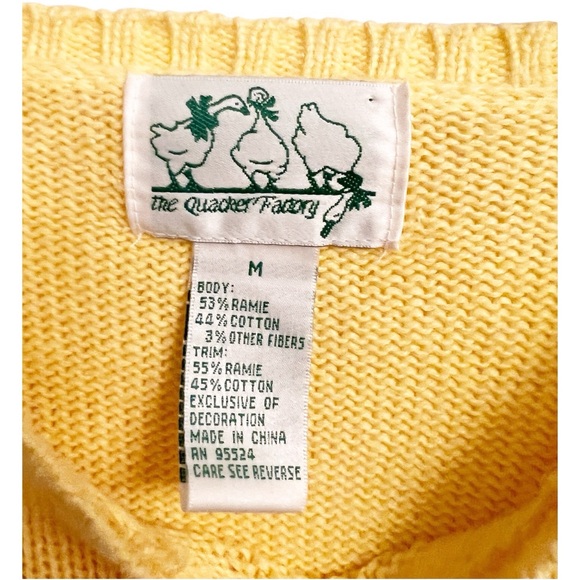 the Quacker Factory
M
BODY:
53% RAMIE
44% COTTON
3% OTHER FIBERS
TRIM:
55% RAMIE
45% COTTON
EXCLUSIVE OF
DECORATION
MADE IN CHINA
RN 95524
CARE SEE REVERSE